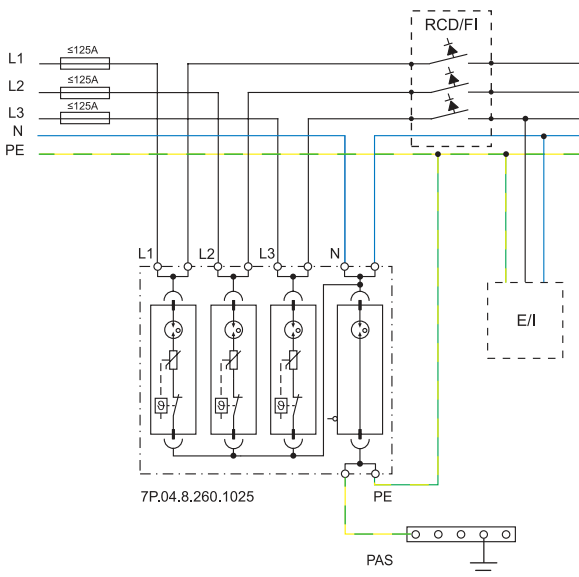 RCD/FI
L1 ≤125A
L2 ≤125A
L3 ≤125A
N
PE
L1 L2 L3 N
E/I
ϑ ϑ ϑ
7P.04.8.260.1025 PE
PAS